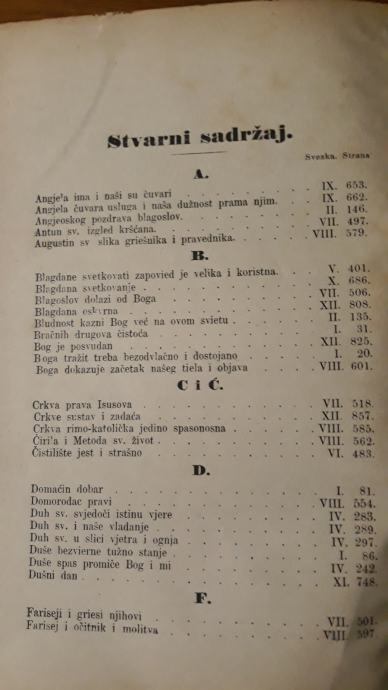 Stvarni sadržaj.
Svezka. Strana
A.
Angjela ima i naši su čuvari . . . . . . . . IX. 653.
Angjela čuvara usluga i naša dužnost prama njim. . . IX. 662.
Angjeoskog pozdrava blagoslov. . . . . . . . II. 146.
Antun sv. izgled kršćana. . . . . . . . . VII. 497.
Augustin sv slika griešnika i pravednika. . . . . . VIII. 579.
B.
Blagdane svetkovati zapovied je velika i koristna. . . . V. 401.
Blagdana svetkovanje . . . . . . . . . X. 686.
Blagoslov dolazi od Boga . . . . . . . . VII. 506.
Blagdana . . . . . . . . . XII. 808.
Bludnost kazni Bog već na ovom svietu . . . . . . II. 135.
Bračnih drugova čistoća . . . . . . . . . I. 31.
Bog je posvudan . . . . . . . . . . XII. 825.
Boga tražit treba bezodvlačno i dostojano . . . . . I. 20.
Boga dokazuje začetak našeg tiela i objava . . . . . VIII. 601.
C i Ć.
Crkva prava Isusova . . . . . . . . . VII. 518.
Crkve sustav i zadaća . . . . . . . . . XII. 857.
Crkva rimo-katolička jedino spasonosna . . . . . . VIII. 585.
Ćiril'a i Metoda sv. život . . . . . . . . . VIII. 562.
Čistilište jest i strašno . . . . . . . . . VI. 483.
D.
Domaćin dobar . . . . . . . . . . I. 81.
Domorodac pravi . . . . . . . . . . VIII. 554.
Duh sv. svjedoči istinu vjere . . . . . . . . IV. 283.
Duh sv. i naše vladanje . . . . . . . . . IV. 289.
Duh sv. u slici vjetra i ognja . . . . . . . . IV. 297.
Duše bezvierne tužno stanje . . . . . . . . I. 86.
Duše spas promiče Bog i mi . . . . . . . . IV. 242.
Dušni dan . . . . . . . . . . . XI. 748.
F.
Fariseji i griesi njihovi . . . . . . . . . VII. 501.
Farisej i očitnik i molitva . . . . . . . . VIII. 597.